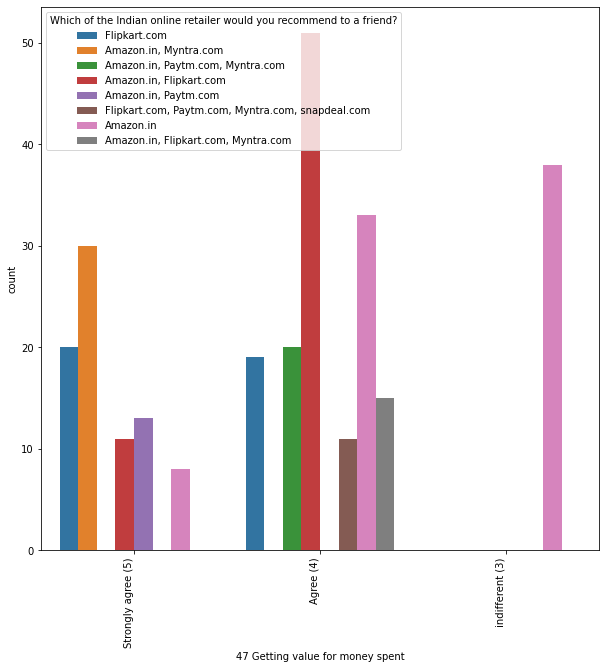 Which of the Indian online retailer would you recommend to a friend?
Flipkart.com
Amazon.in, Myntra.com
Amazon.in, Paytm.com, Myntra.com
Amazon.in, Flipkart.com
Amazon.in, Paytm.com
Flipkart.com, Paytm.com, Myntra.com, snapdeal.com
Amazon.in
Amazon.in, Flipkart.com, Myntra.com
50
40
30
20
10
0
count
Strongly agree (5)
Agree (4)
indifferent (3)
47 Getting value for money spent